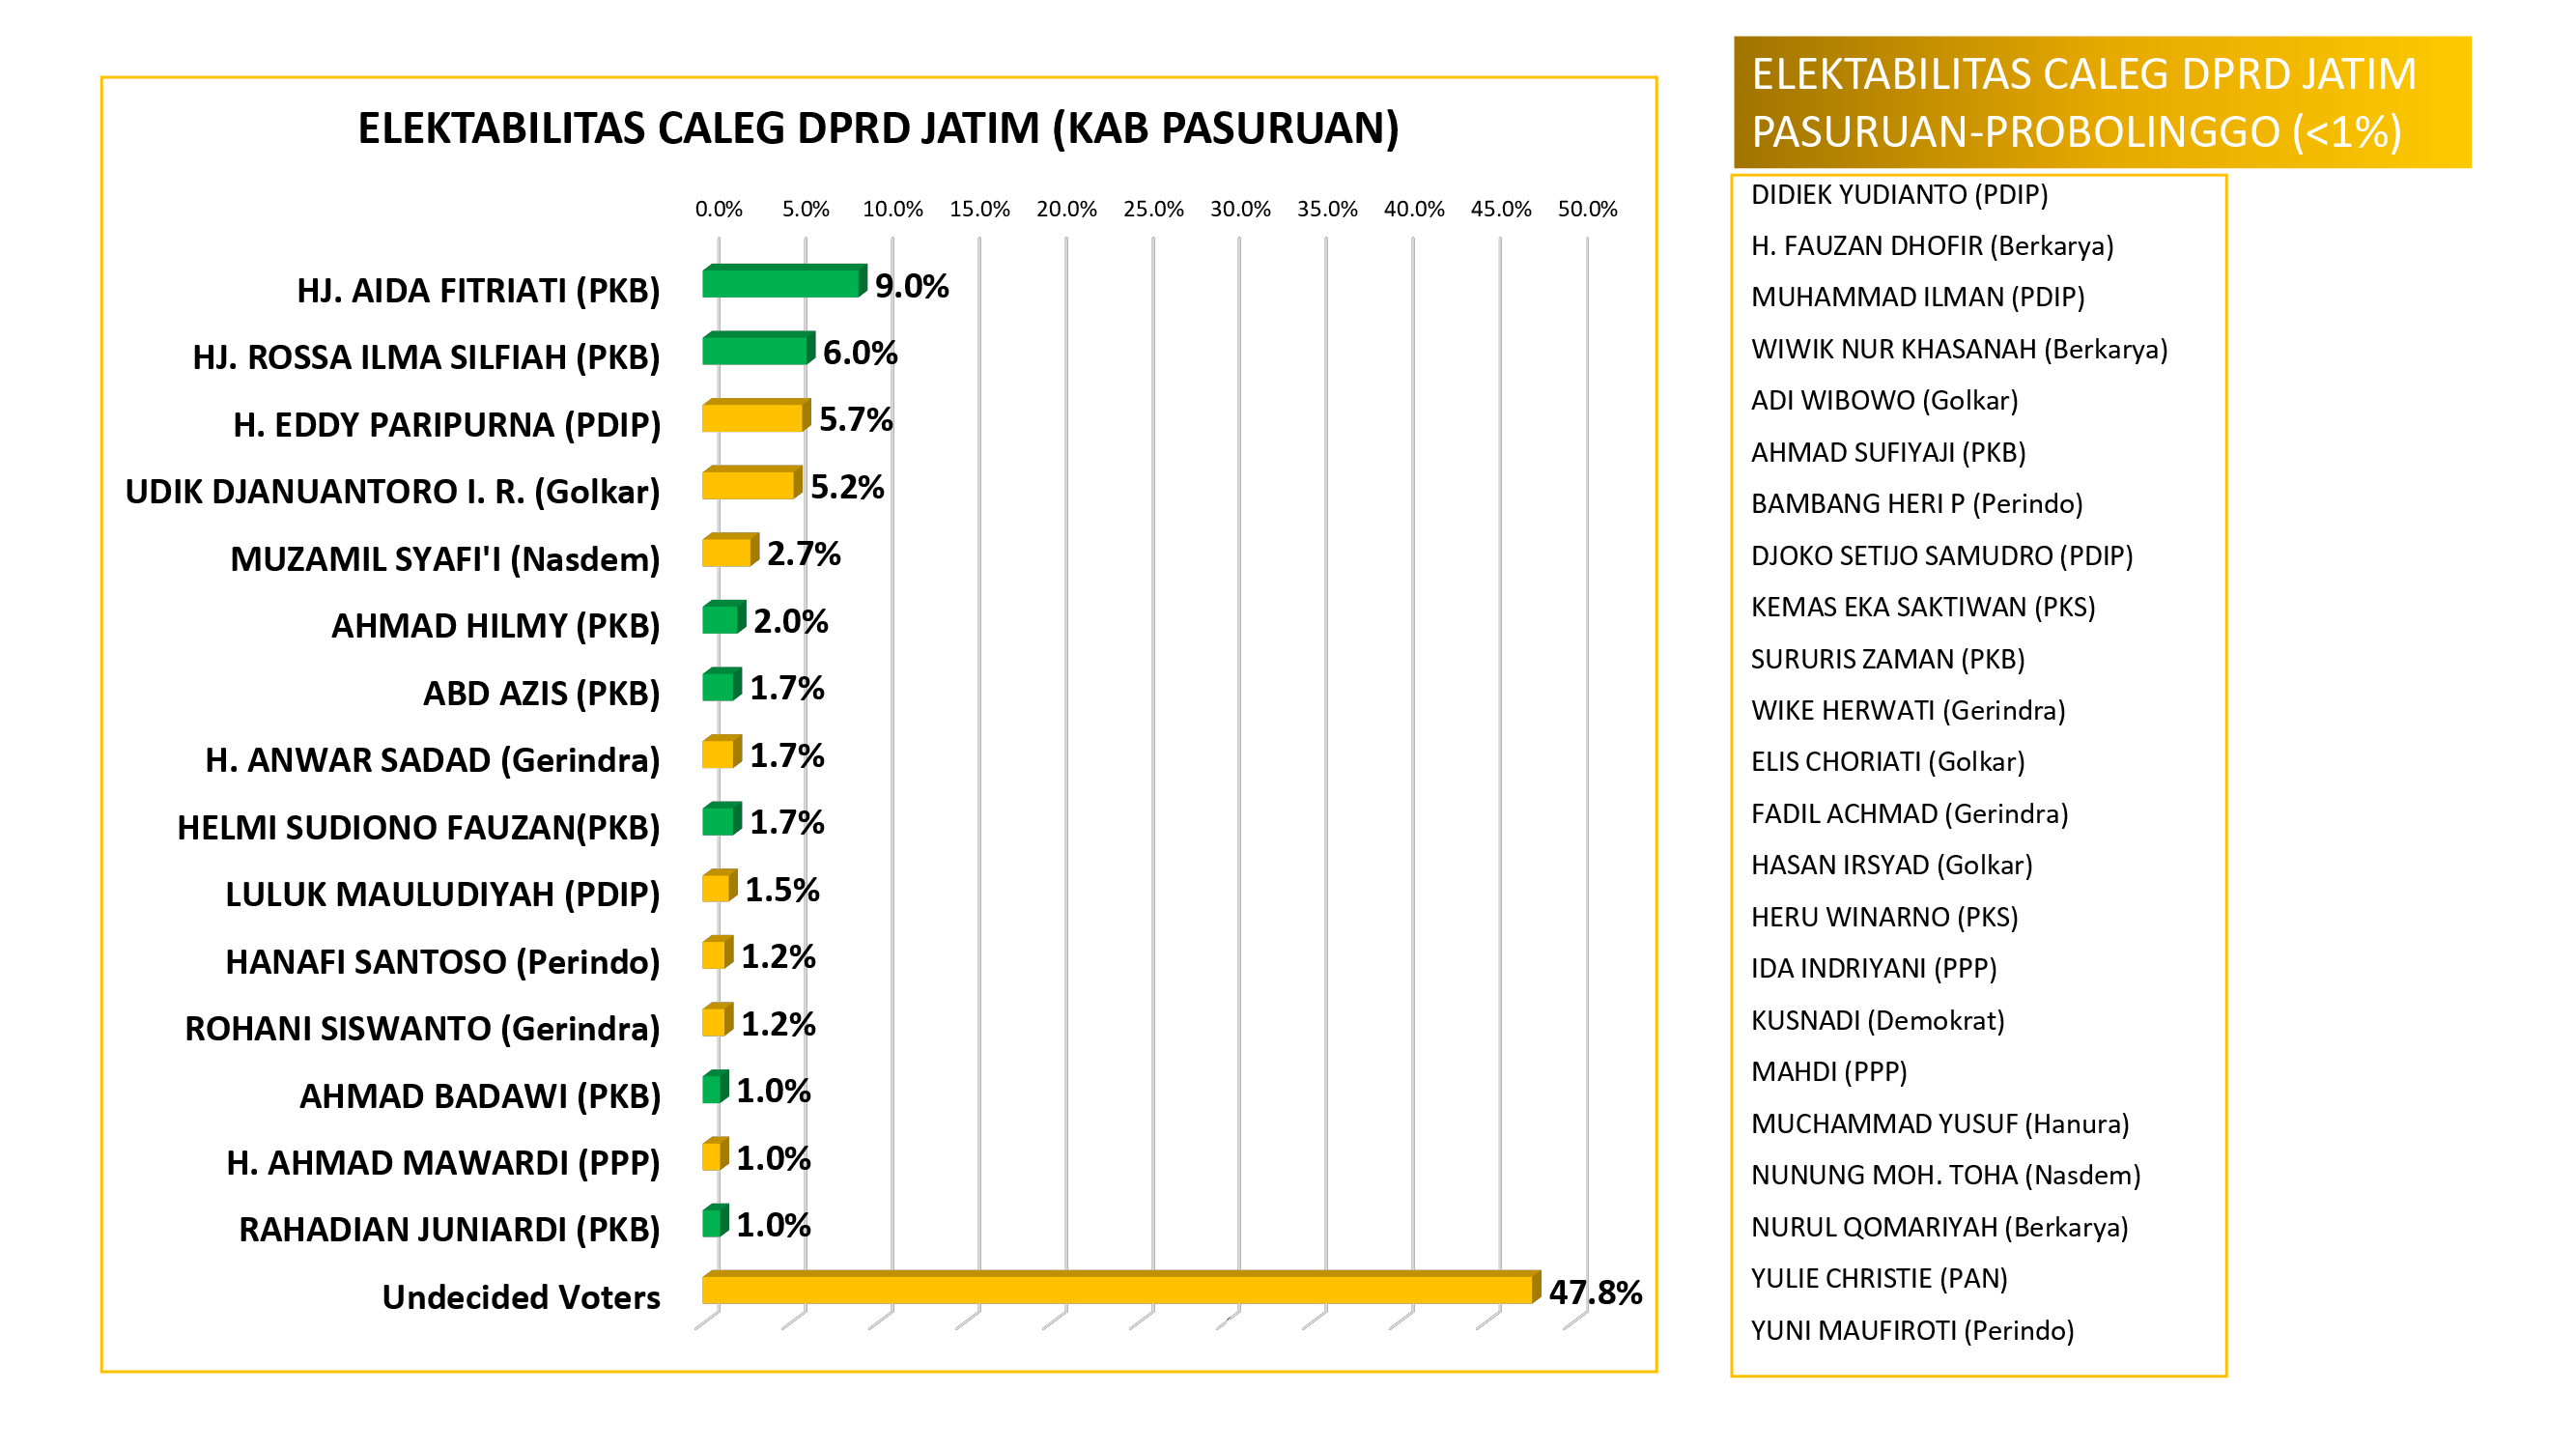 ELEKTABILITAS CALEG DPRD JATIM (KAB PASURUAN)
0.0% 5.0% 10.0% 15.0% 20.0% 25.0% 30.0% 35.0% 40.0% 45.0% 50.0%
HJ. AIDA FITRIATI (PKB) 9.0%
HJ. ROSSA ILMA SILFIAH (PKB) 6.0%
H. EDDY PARIPURNA (PDIP) 5.7%
UDIK DJANUANTORO I. R. (Golkar) 5.2%
MUZAMIL SYAFI'I (Nasdem) 2.7%
AHMAD HILMY (PKB) 2.0%
ABD AZIS (PKB) 1.7%
H. ANWAR SADAD (Gerindra) 1.7%
HELMI SUDIONO FAUZAN(PKB) 1.7%
LULUK MAULUDIYAH (PDIP) 1.5%
HANAFI SANTOSO (Perindo) 1.2%
ROHANI SISWANTO (Gerindra) 1.2%
AHMAD BADAWI (PKB) 1.0%
H. AHMAD MAWARDI (PPP) 1.0%
RAHADIAN JUNIARDI (PKB) 1.0%
Undecided Voters 47.8%
ELEKTABILITAS CALEG DPRD JATIM
PASURUAN-PROBOLINGGO (<1%)
DIDIEK YUDIANTO (PDIP)
H. FAUZAN DHOFIR (Berkarya)
MUHAMMAD ILMAN (PDIP)
WIWIK NUR KHASANAH (Berkarya)
ADI WIBOWO (Golkar)
AHMAD SUFIYAJI (PKB)
BAMBANG HERI P (Perindo)
DJOKO SETIJO SAMUDRO (PDIP)
KEMAS EKA SAKTIWAN (PKS)
SURURIS ZAMAN (PKB)
WIKE HERWATI (Gerindra)
ELIS CHORIATI (Golkar)
FADIL ACHMAD (Gerindra)
HASAN IRSYAD (Golkar)
HERU WINARNO (PKS)
IDA INDRIYANI (PPP)
KUSNADI (Demokrat)
MAHDI (PPP)
MUCHAMMAD YUSUF (Hanura)
NUNUNG MOH. TOHA (Nasdem)
NURUL QOMARIYAH (Berkarya)
YULIE CHRISTIE (PAN)
YUNI MAUFIROTI (Perindo)